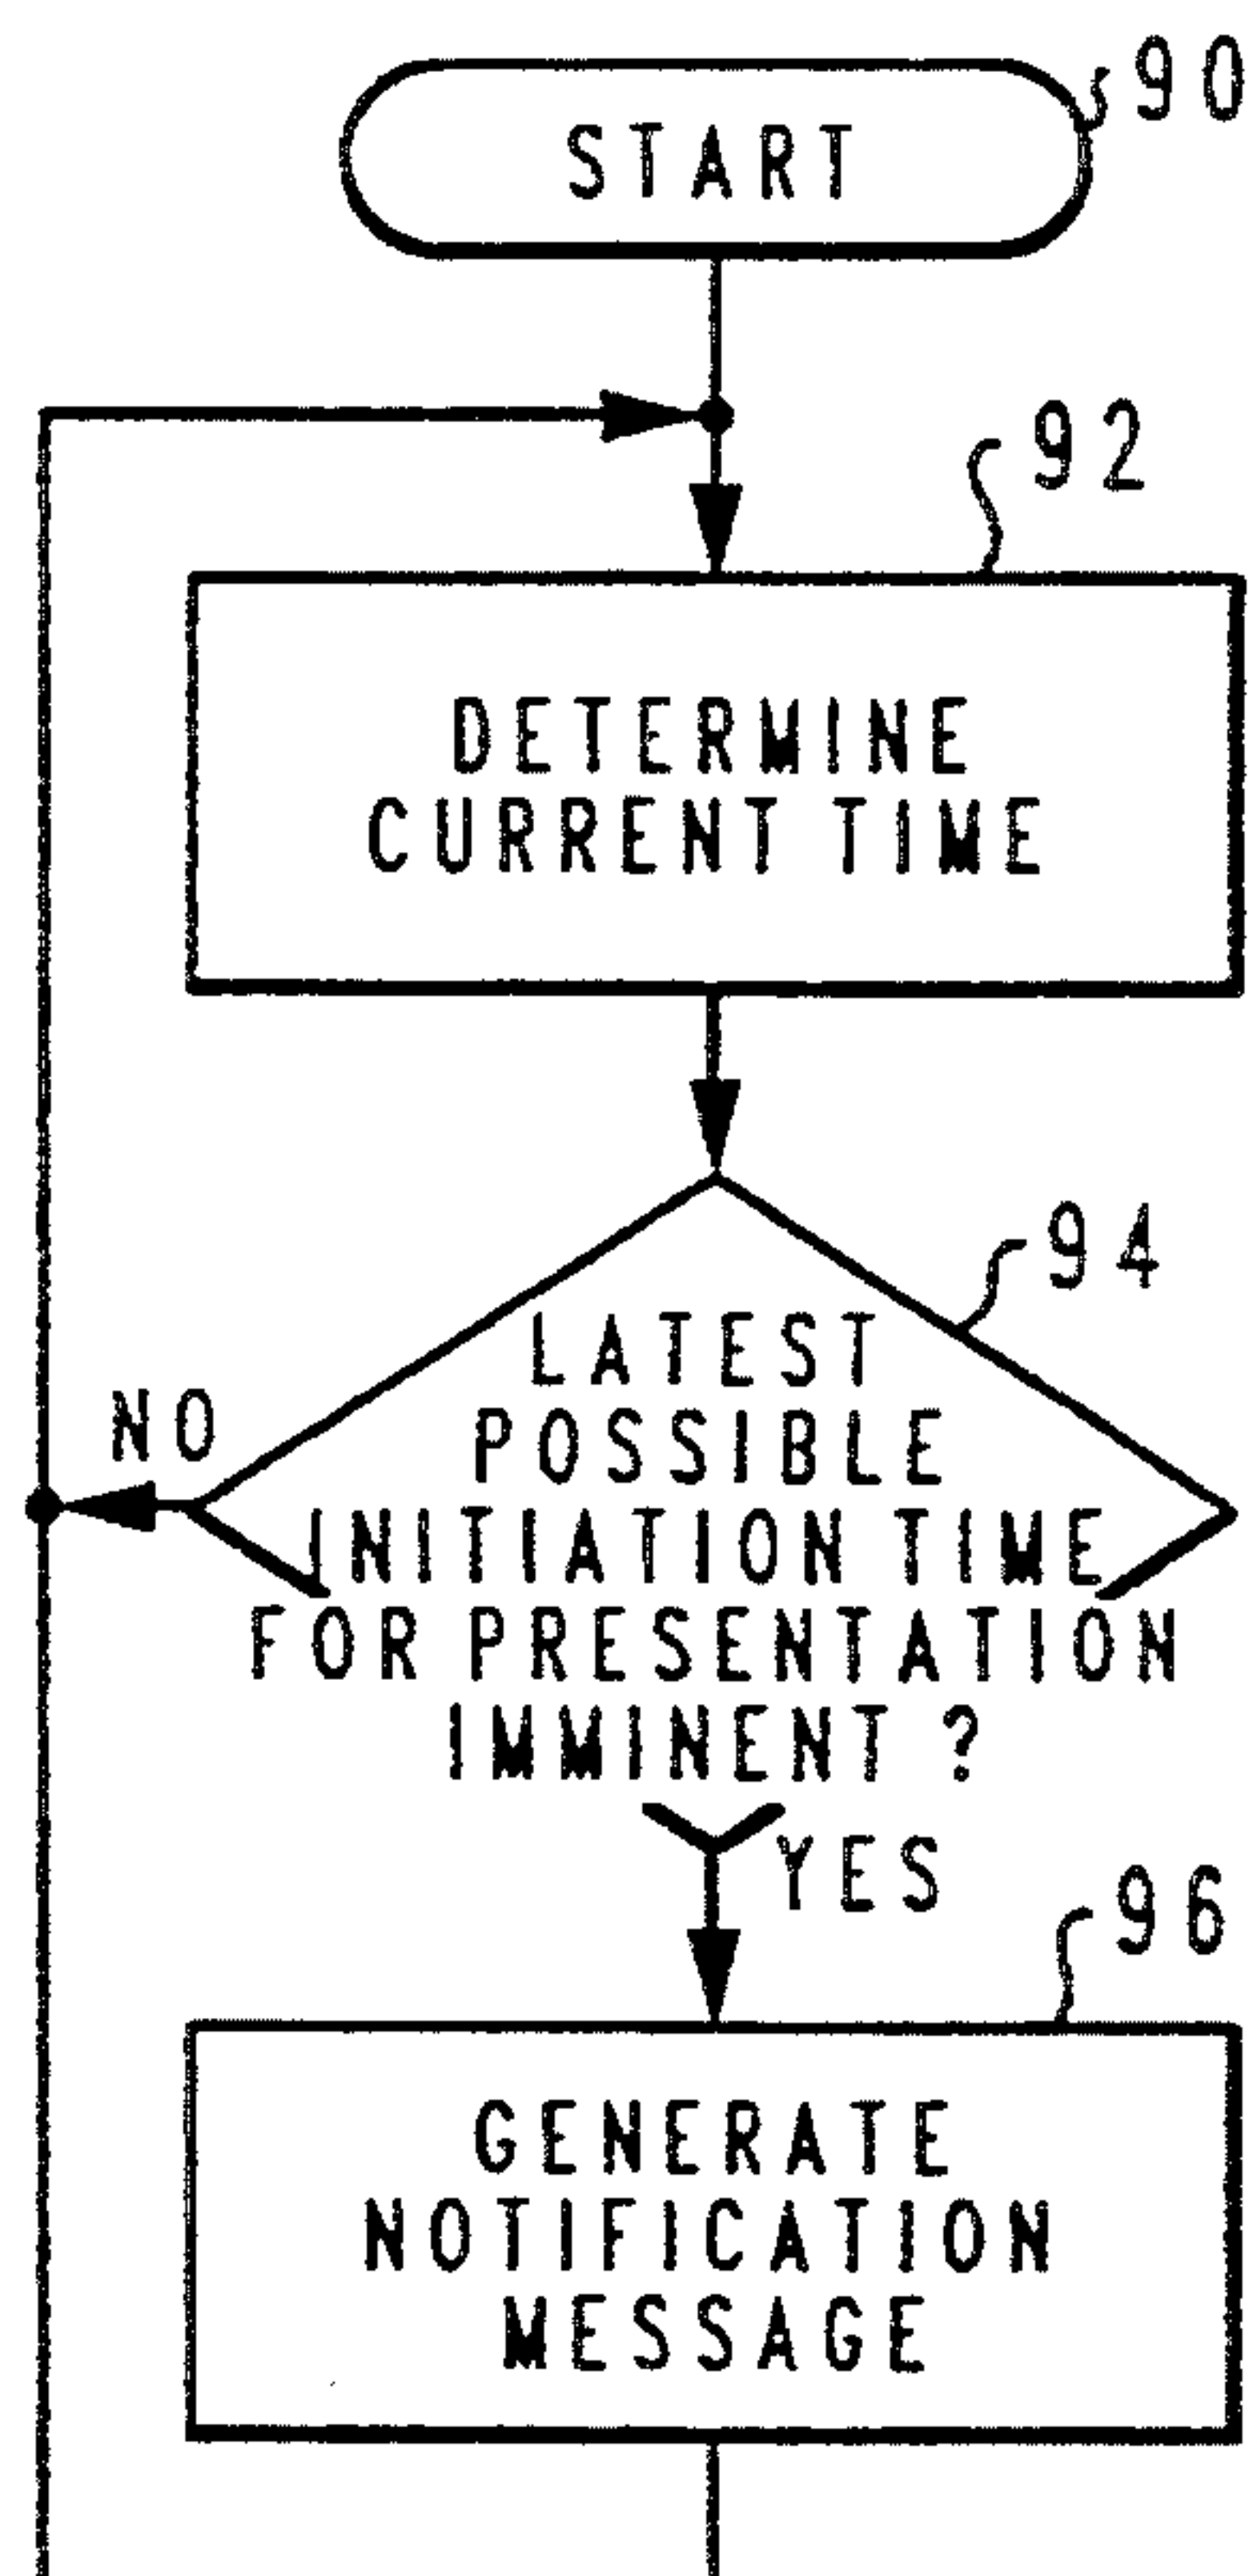 90
START
92
DETERMINE
CURRENT TIME
94
LATEST
POSSIBLE
INITIATION TIME
FOR PRESENTATION
IMMINENT ?
NO
YES
96
GENERATE
NOTIFICATION
MESSAGE